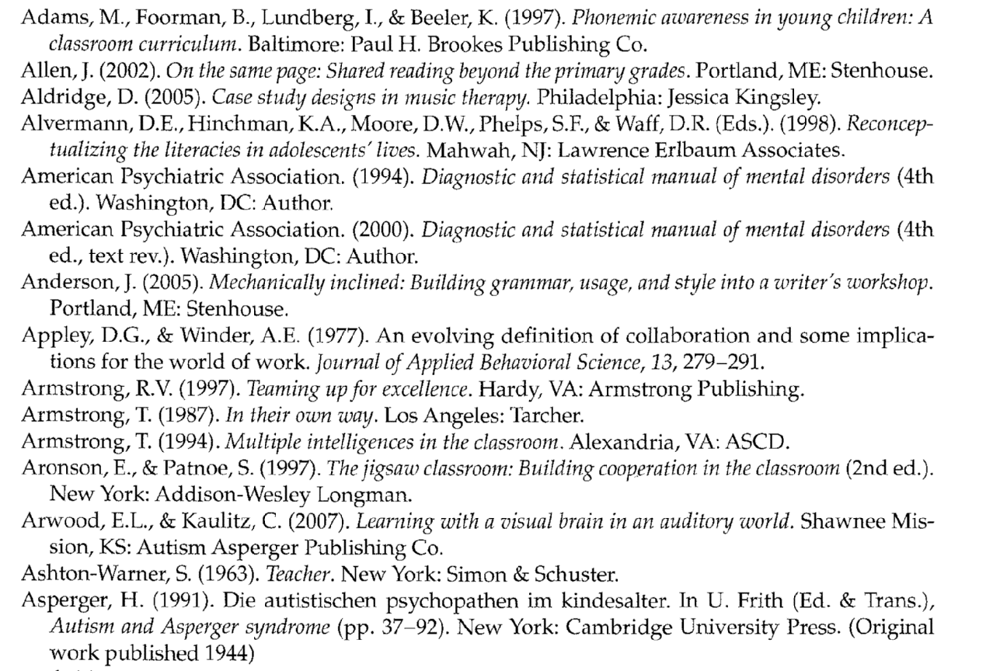 Adams, M., Foorman, B., Lundberg, I., & Beeler, K. (1997). Phonemic awareness in young children: A
classroom curriculum. Baltimore: Paul H. Brookes Publishing Co.
Allen, J. (2002). On the same page: Shared reading beyond the primary grades. Portland, ME: Stenhouse.
Aldridge, D. (2005). Case study designs in music therapy. Philadelphia: Jessica Kingsley.
Alvermann, D.E., Hinchman, K.A., Moore, D.W., Phelps, S.F., & Waff, D.R. (Eds.). (1998). Reconcep-
tualizing the literacies in adolescents' lives. Mahwah, NJ: Lawrence Erlbaum Associates.
American Psychiatric Association. (1994). Diagnostic and statistical manual of mental disorders (4th
ed.). Washington, DC: Author.
American Psychiatric Association. (2000). Diagnostic and statistical manual of mental disorders (4th
ed., text rev.). Washington, DC: Author.
Anderson, J. (2005). Mechanically inclined: Building grammar, usage, and style into a writer's workshop.
Portland, ME: Stenhouse.
Appley, D.G., & Winder, A.E. (1977). An evolving definition of collaboration and some implica-
tions for the world of work. Journal of Applied Behavioral Science, 13, 279–291.
Armstrong, R.V. (1997). Teaming up for excellence. Hardy, VA: Armstrong Publishing.
Armstrong, T. (1987). In their own way. Los Angeles: Tarcher.
Armstrong, T. (1994). Multiple intelligences in the classroom. Alexandria, VA: ASCD.
Aronson, E., & Patnoe, S. (1997). The jigsaw classroom: Building cooperation in the classroom (2nd ed.).
New York: Addison-Wesley Longman.
Arwood, E.L., & Kaulitz, C. (2007). Learning with a visual brain in an auditory world. Shawnee Mis-
sion, KS: Autism Asperger Publishing Co.
Ashton-Warner, S. (1963). Teacher. New York: Simon & Schuster.
Asperger, H. (1991). Die autistischen psychopathen im kindesalter. In U. Frith (Ed. & Trans.),
Autism and Asperger syndrome (pp. 37–92). New York: Cambridge University Press. (Original
work published 1944)